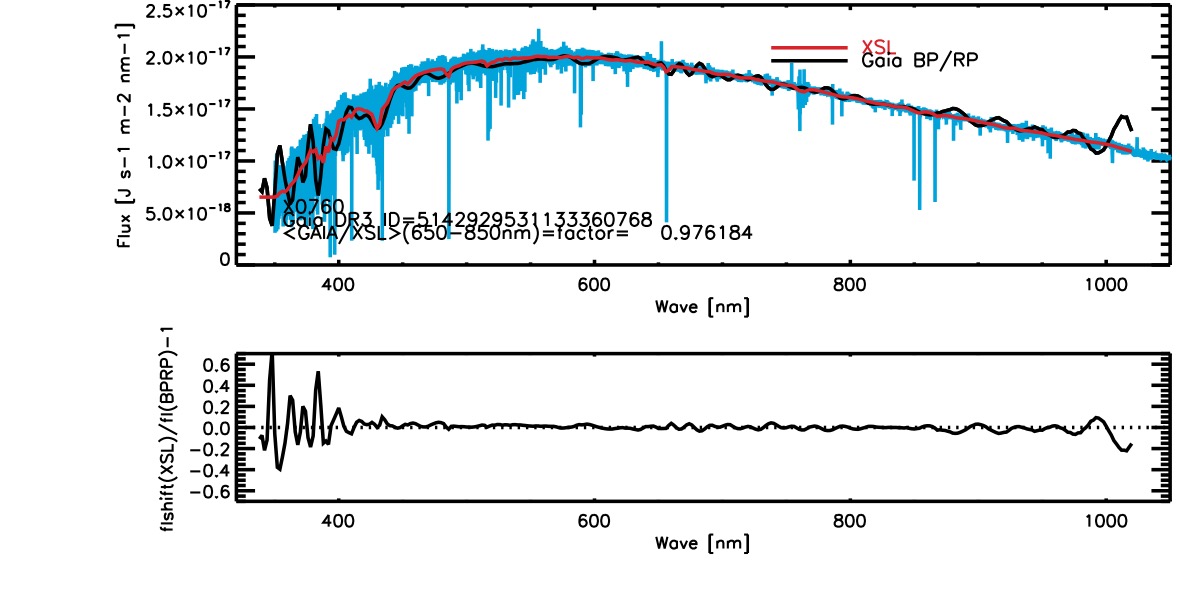 2.5×10⁻¹⁷
2.0×10⁻¹⁷
1.5×10⁻¹⁷
1.0×10⁻¹⁷
5.0×10⁻¹⁸
0
Flux [J s-1 m-2 nm-1]
XSL
Gaia BP/RP
X0760
Gaia DR3 ID=5142929531133360768
<GAIA/XSL>(650-850nm)=factor= 0.976184
400 600 800 1000
Wave [nm]
flshift(XSL)/fl(BPRP)-1
0.6
0.4
0.2
0.0
-0.2
-0.4
-0.6
400 600 800 1000
Wave [nm]